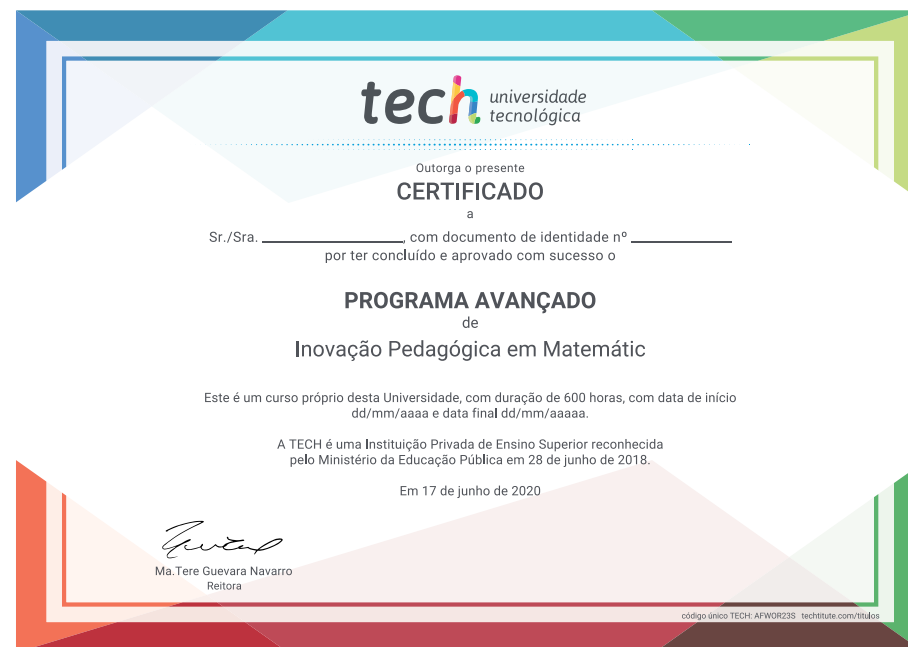 tech universidade
tecnológica
Outorga o presente
CERTIFICADO
a
Sr./Sra. ____________, com documento de identidade nº ____________
por ter concluído e aprovado com sucesso o
PROGRAMA AVANÇADO
de
Inovação Pedagógica em Matemátic
Este é um curso próprio desta Universidade, com duração de 600 horas, com data de início
dd/mm/aaaa e data final dd/mm/aaaaa.
A TECH é uma Instituição Privada de Ensino Superior reconhecida
pelo Ministério da Educação Pública em 28 de junho de 2018.
Em 17 de junho de 2020
Ma.Tere Guevara Navarro
Reitora
código único TECH: AFWOR23S techtitute.com/titulos